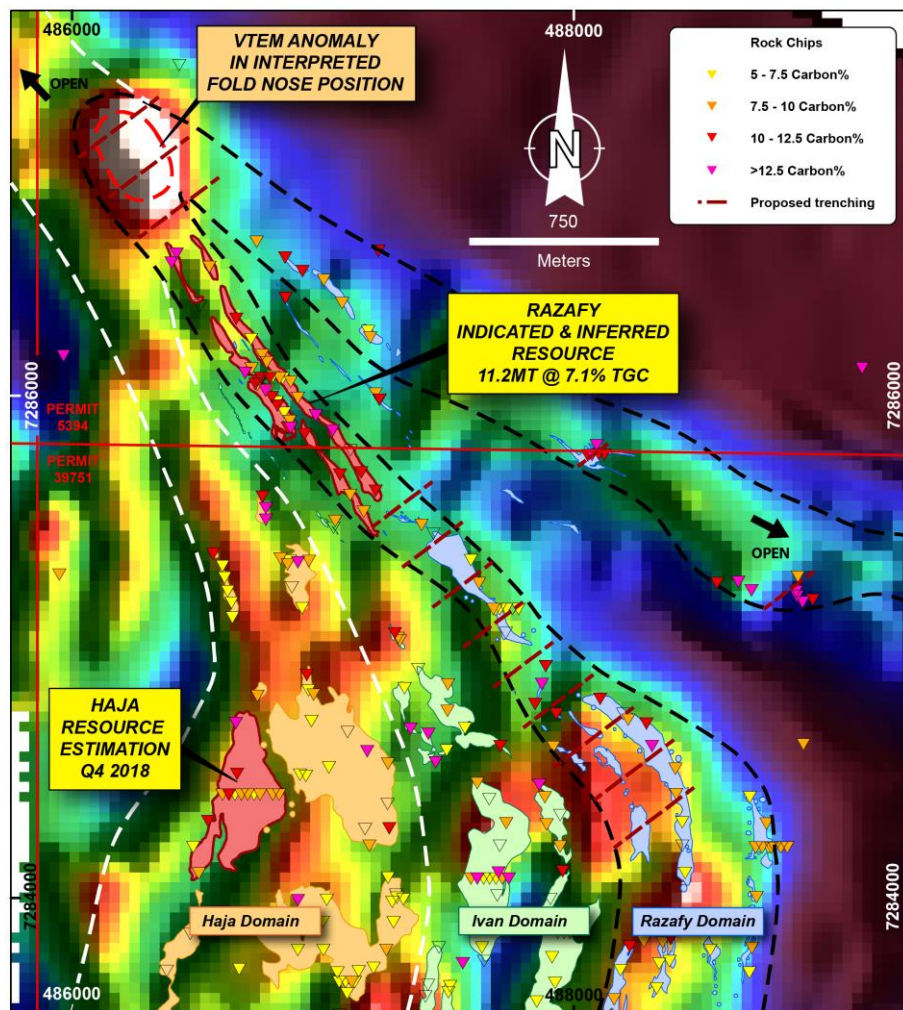 486000
488000
VTEM ANOMALY
IN INTERPRETED
FOLD NOSE POSITION
OPEN
Rock Chips
5 - 7.5 Carbon%
7.5 - 10 Carbon%
10 - 12.5 Carbon%
>12.5 Carbon%
Proposed trenching
N
750
Meters
RAZAFY
INDICATED & INFERRED
RESOURCE
11.2MT @ 7.1% TGC
7286000
7286000
PERMIT
5394
PERMIT
39751
OPEN
HAJA
RESOURCE
ESTIMATION
Q4 2018
7284000
7284000
Haja Domain
Ivan Domain
Razafy Domain
486000
488000